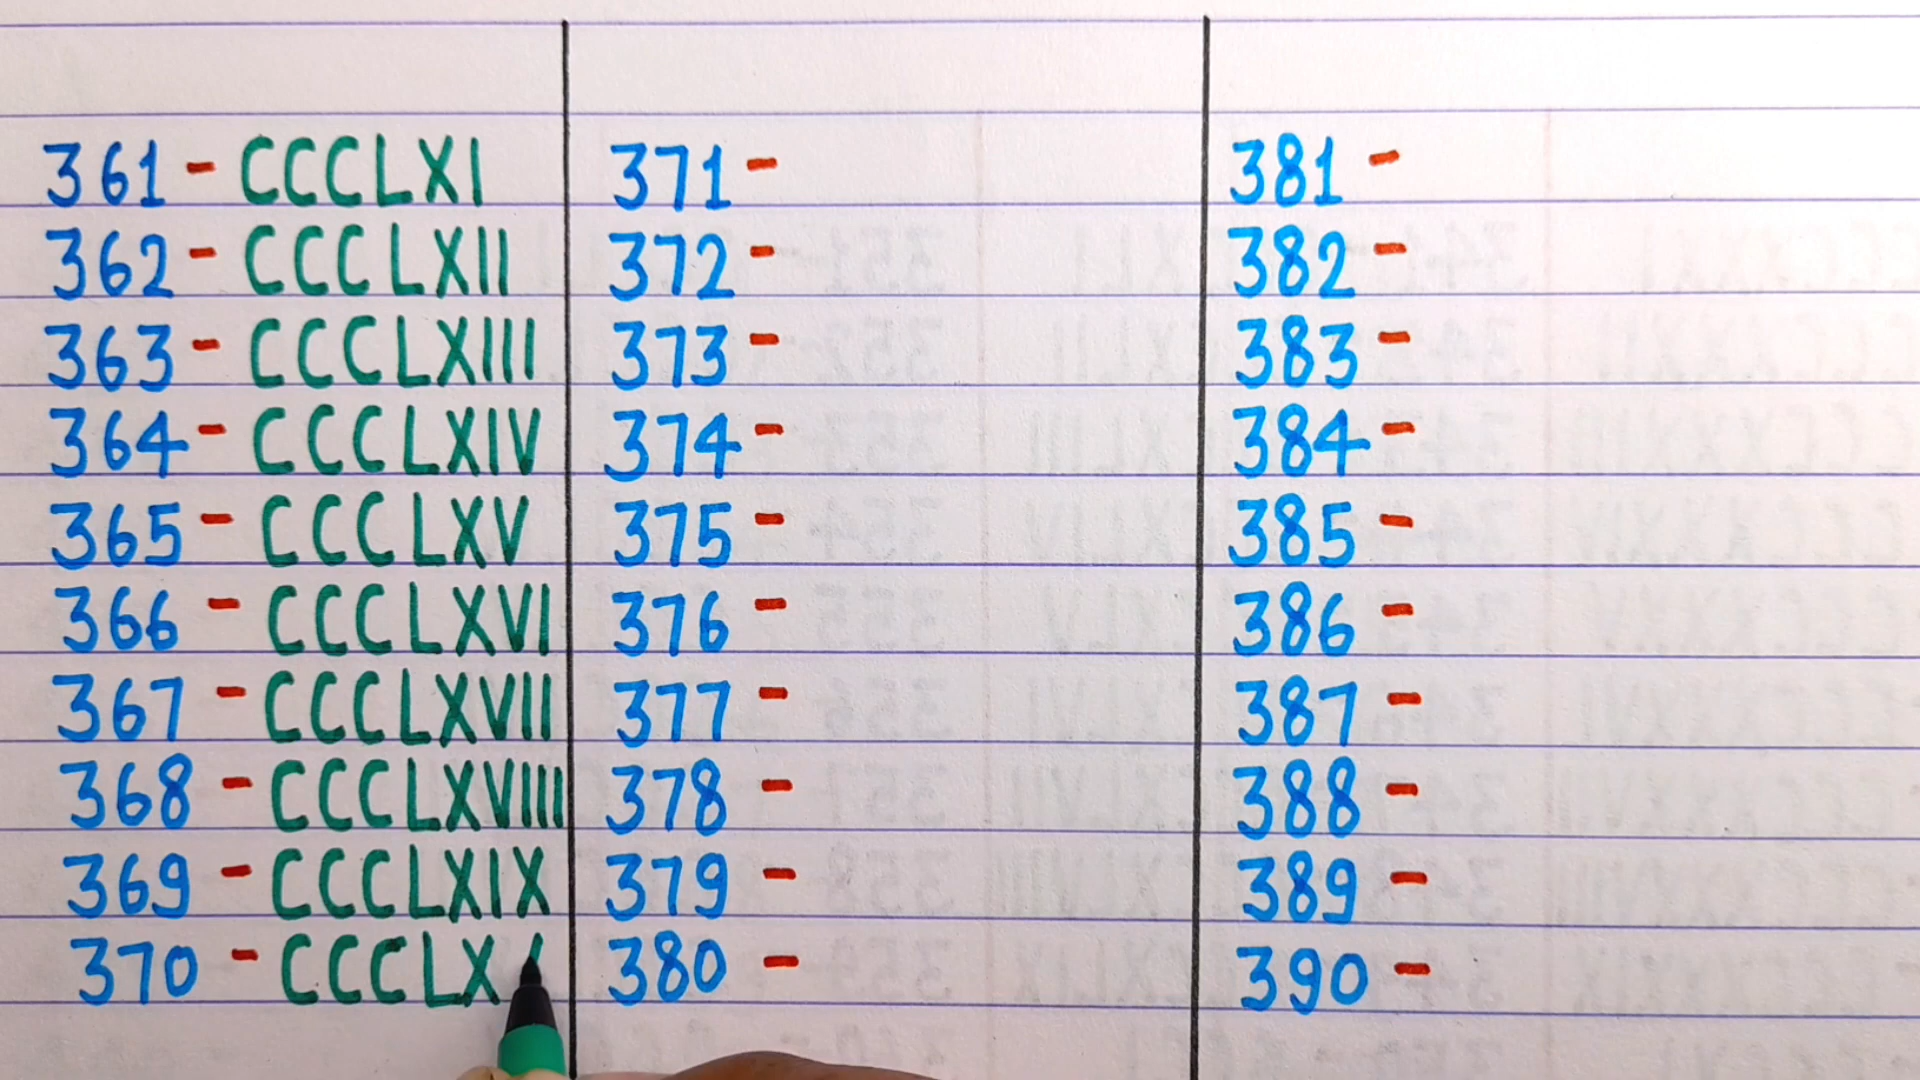 361 - CCCLXI
362 - CCCLXII
363 - CCCLXIII
364 - CCCLXIV
365 - CCCLXV
366 - CCCLXVI
367 - CCCLXVII
368 - CCCLXVIII
369 - CCCLXIX
370 - CCCLX
371 -
372 -
373 -
374 -
375 -
376 -
377 -
378 -
379 -
380 -
381 -
382 -
383 -
384 -
385 -
386 -
387 -
388 -
389 -
390 -